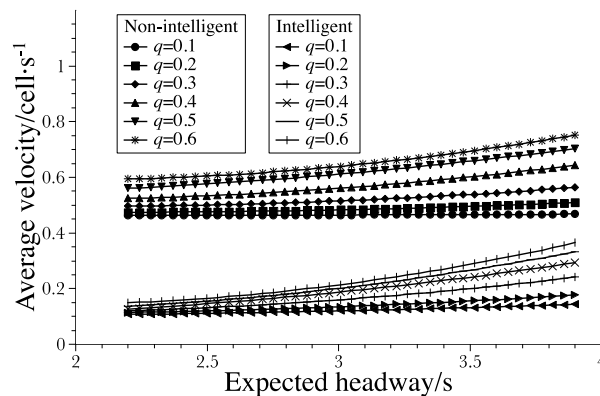 Non-intelligent
q=0.1
q=0.2
q=0.3
q=0.4
q=0.5
q=0.6
Intelligent
q=0.1
q=0.2
q=0.3
q=0.4
q=0.5
q=0.6
Average velocity/cell·s⁻¹
1
0.8
0.6
0.4
0.2
0
2
2.5
3
3.5
4
Expected headway/s